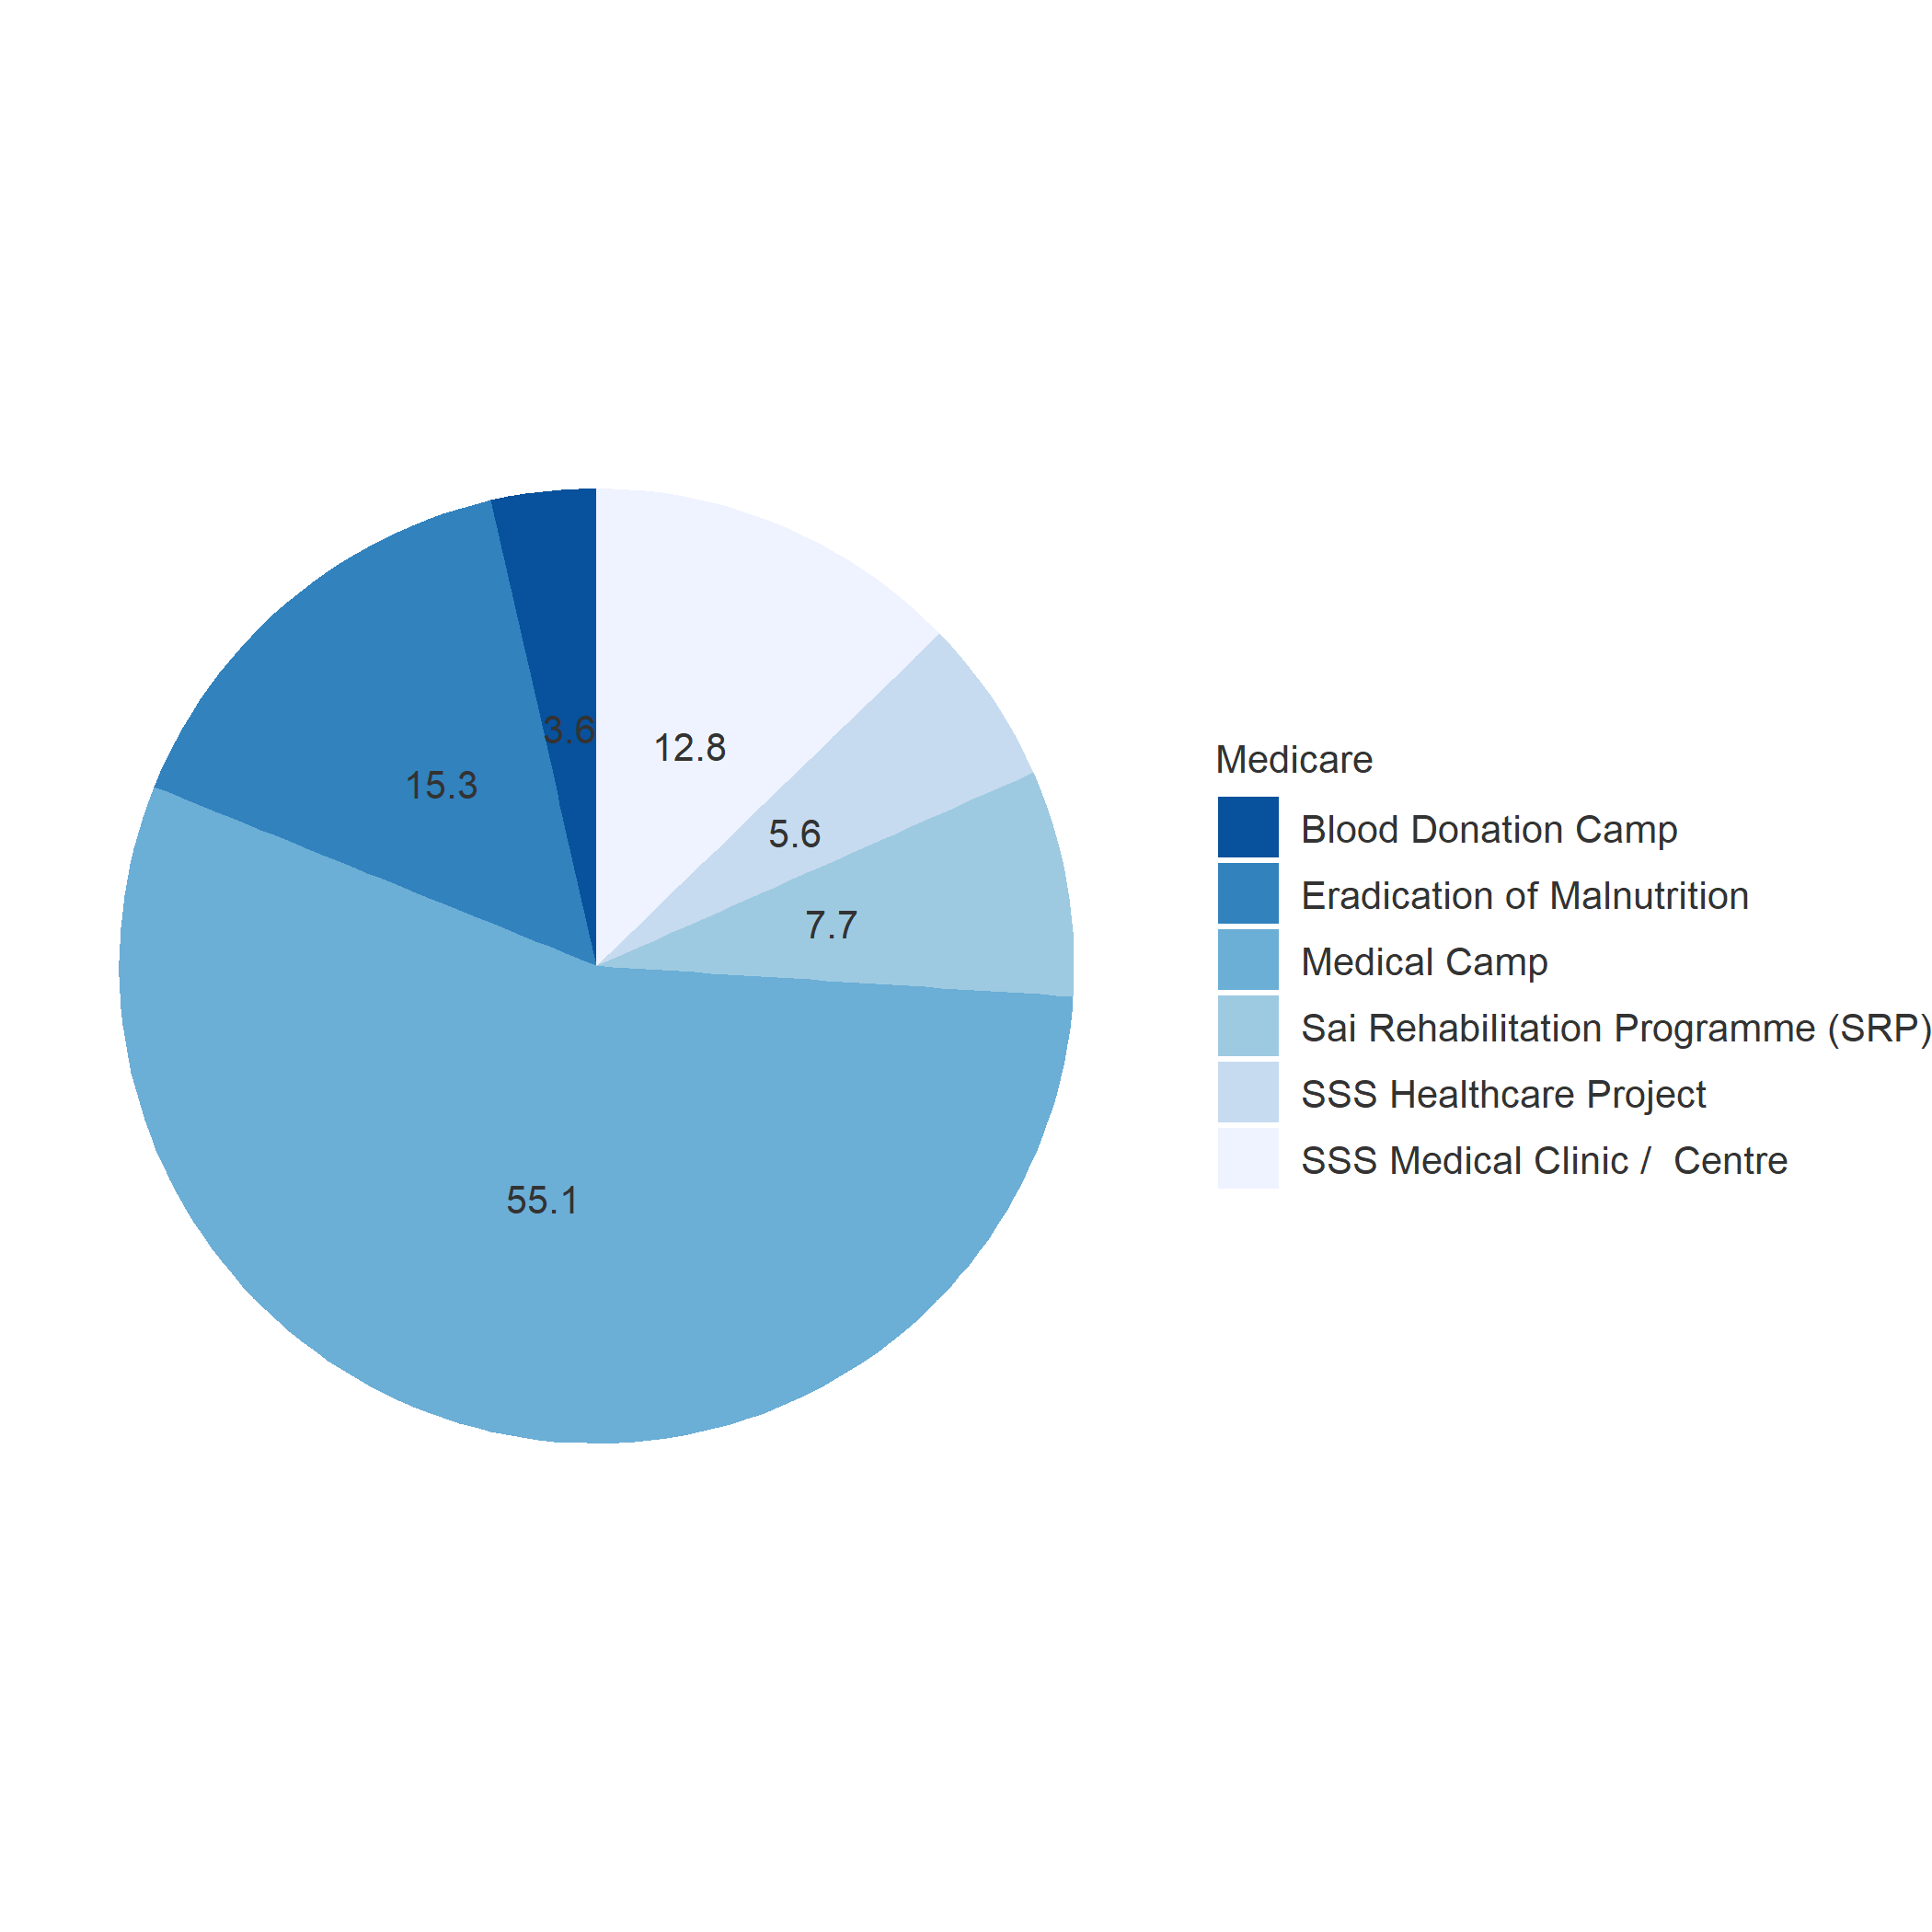 3.6
12.8
15.3
5.6
7.7
55.1
Medicare
Blood Donation Camp
Eradication of Malnutrition
Medical Camp
Sai Rehabilitation Programme (SRP)
SSS Healthcare Project
SSS Medical Clinic /  Centre